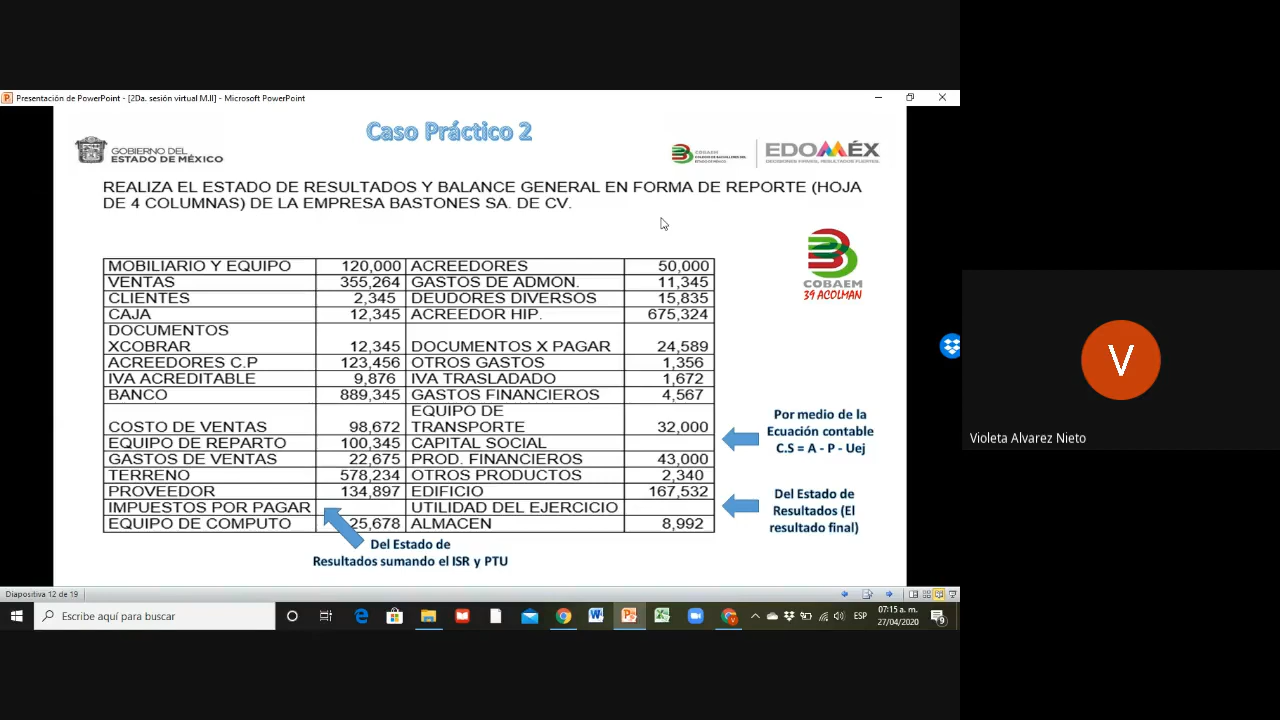 Presentación de PowerPoint - [2Da. sesión virtual M.II] - Microsoft PowerPoint
Caso Práctico 2
GOBIERNO DEL
ESTADO DE MÉXICO
COBAEM
EDOMÉX
DECISIONES FIRMES, RESULTADOS FUERTES.
REALIZA EL ESTADO DE RESULTADOS Y BALANCE GENERAL EN FORMA DE REPORTE (HOJA
DE 4 COLUMNAS) DE LA EMPRESA BASTONES SA. DE CV.
COBAEM
39 ACOLMAN
MOBILIARIO Y EQUIPO 120,000 ACREEDORES 50,000
VENTAS 355,264 GASTOS DE ADMON. 11,345
CLIENTES 2,345 DEUDORES DIVERSOS 15,835
CAJA 12,345 ACREEDOR HIP. 675,324
DOCUMENTOS
XCOBRAR 12,345 DOCUMENTOS X PAGAR 24,589
ACREEDORES C.P 123,456 OTROS GASTOS 1,356
IVA ACREDITABLE 9,876 IVA TRASLADADO 1,672
BANCO 889,345 GASTOS FINANCIEROS 4,567
EQUIPO DE
COSTO DE VENTAS 98,672 TRANSPORTE 32,000
EQUIPO DE REPARTO 100,345 CAPITAL SOCIAL
GASTOS DE VENTAS 22,675 PROD. FINANCIEROS 43,000
TERRENO 578,234 OTROS PRODUCTOS 2,340
PROVEEDOR 134,897 EDIFICIO 167,532
IMPUESTOS POR PAGAR UTILIDAD DEL EJERCICIO
EQUIPO DE COMPUTO 25,678 ALMACEN 8,992
Por medio de la
Ecuación contable
C.S = A - P - Uej
Del Estado de
Resultados (El
resultado final)
Del Estado de
Resultados sumando el ISR y PTU
V
Violeta Alvarez Nieto
Diapositiva 12 de 19
Escribe aquí para buscar
ESP
07:15 a. m.
27/04/2020
9